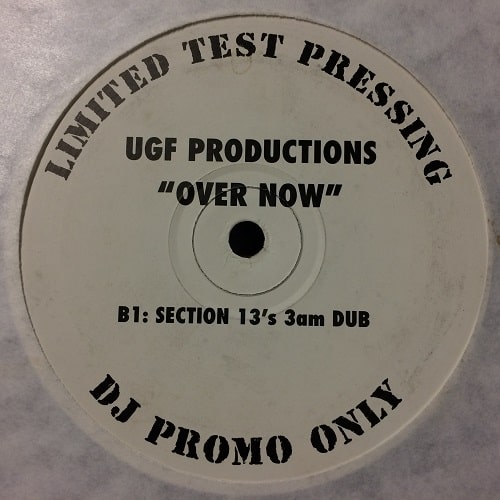 LIMITED TEST PRESSING
UGF PRODUCTIONS
"OVER NOW"
B1: SECTION 13's 3am DUB
DJ PROMO ONLY